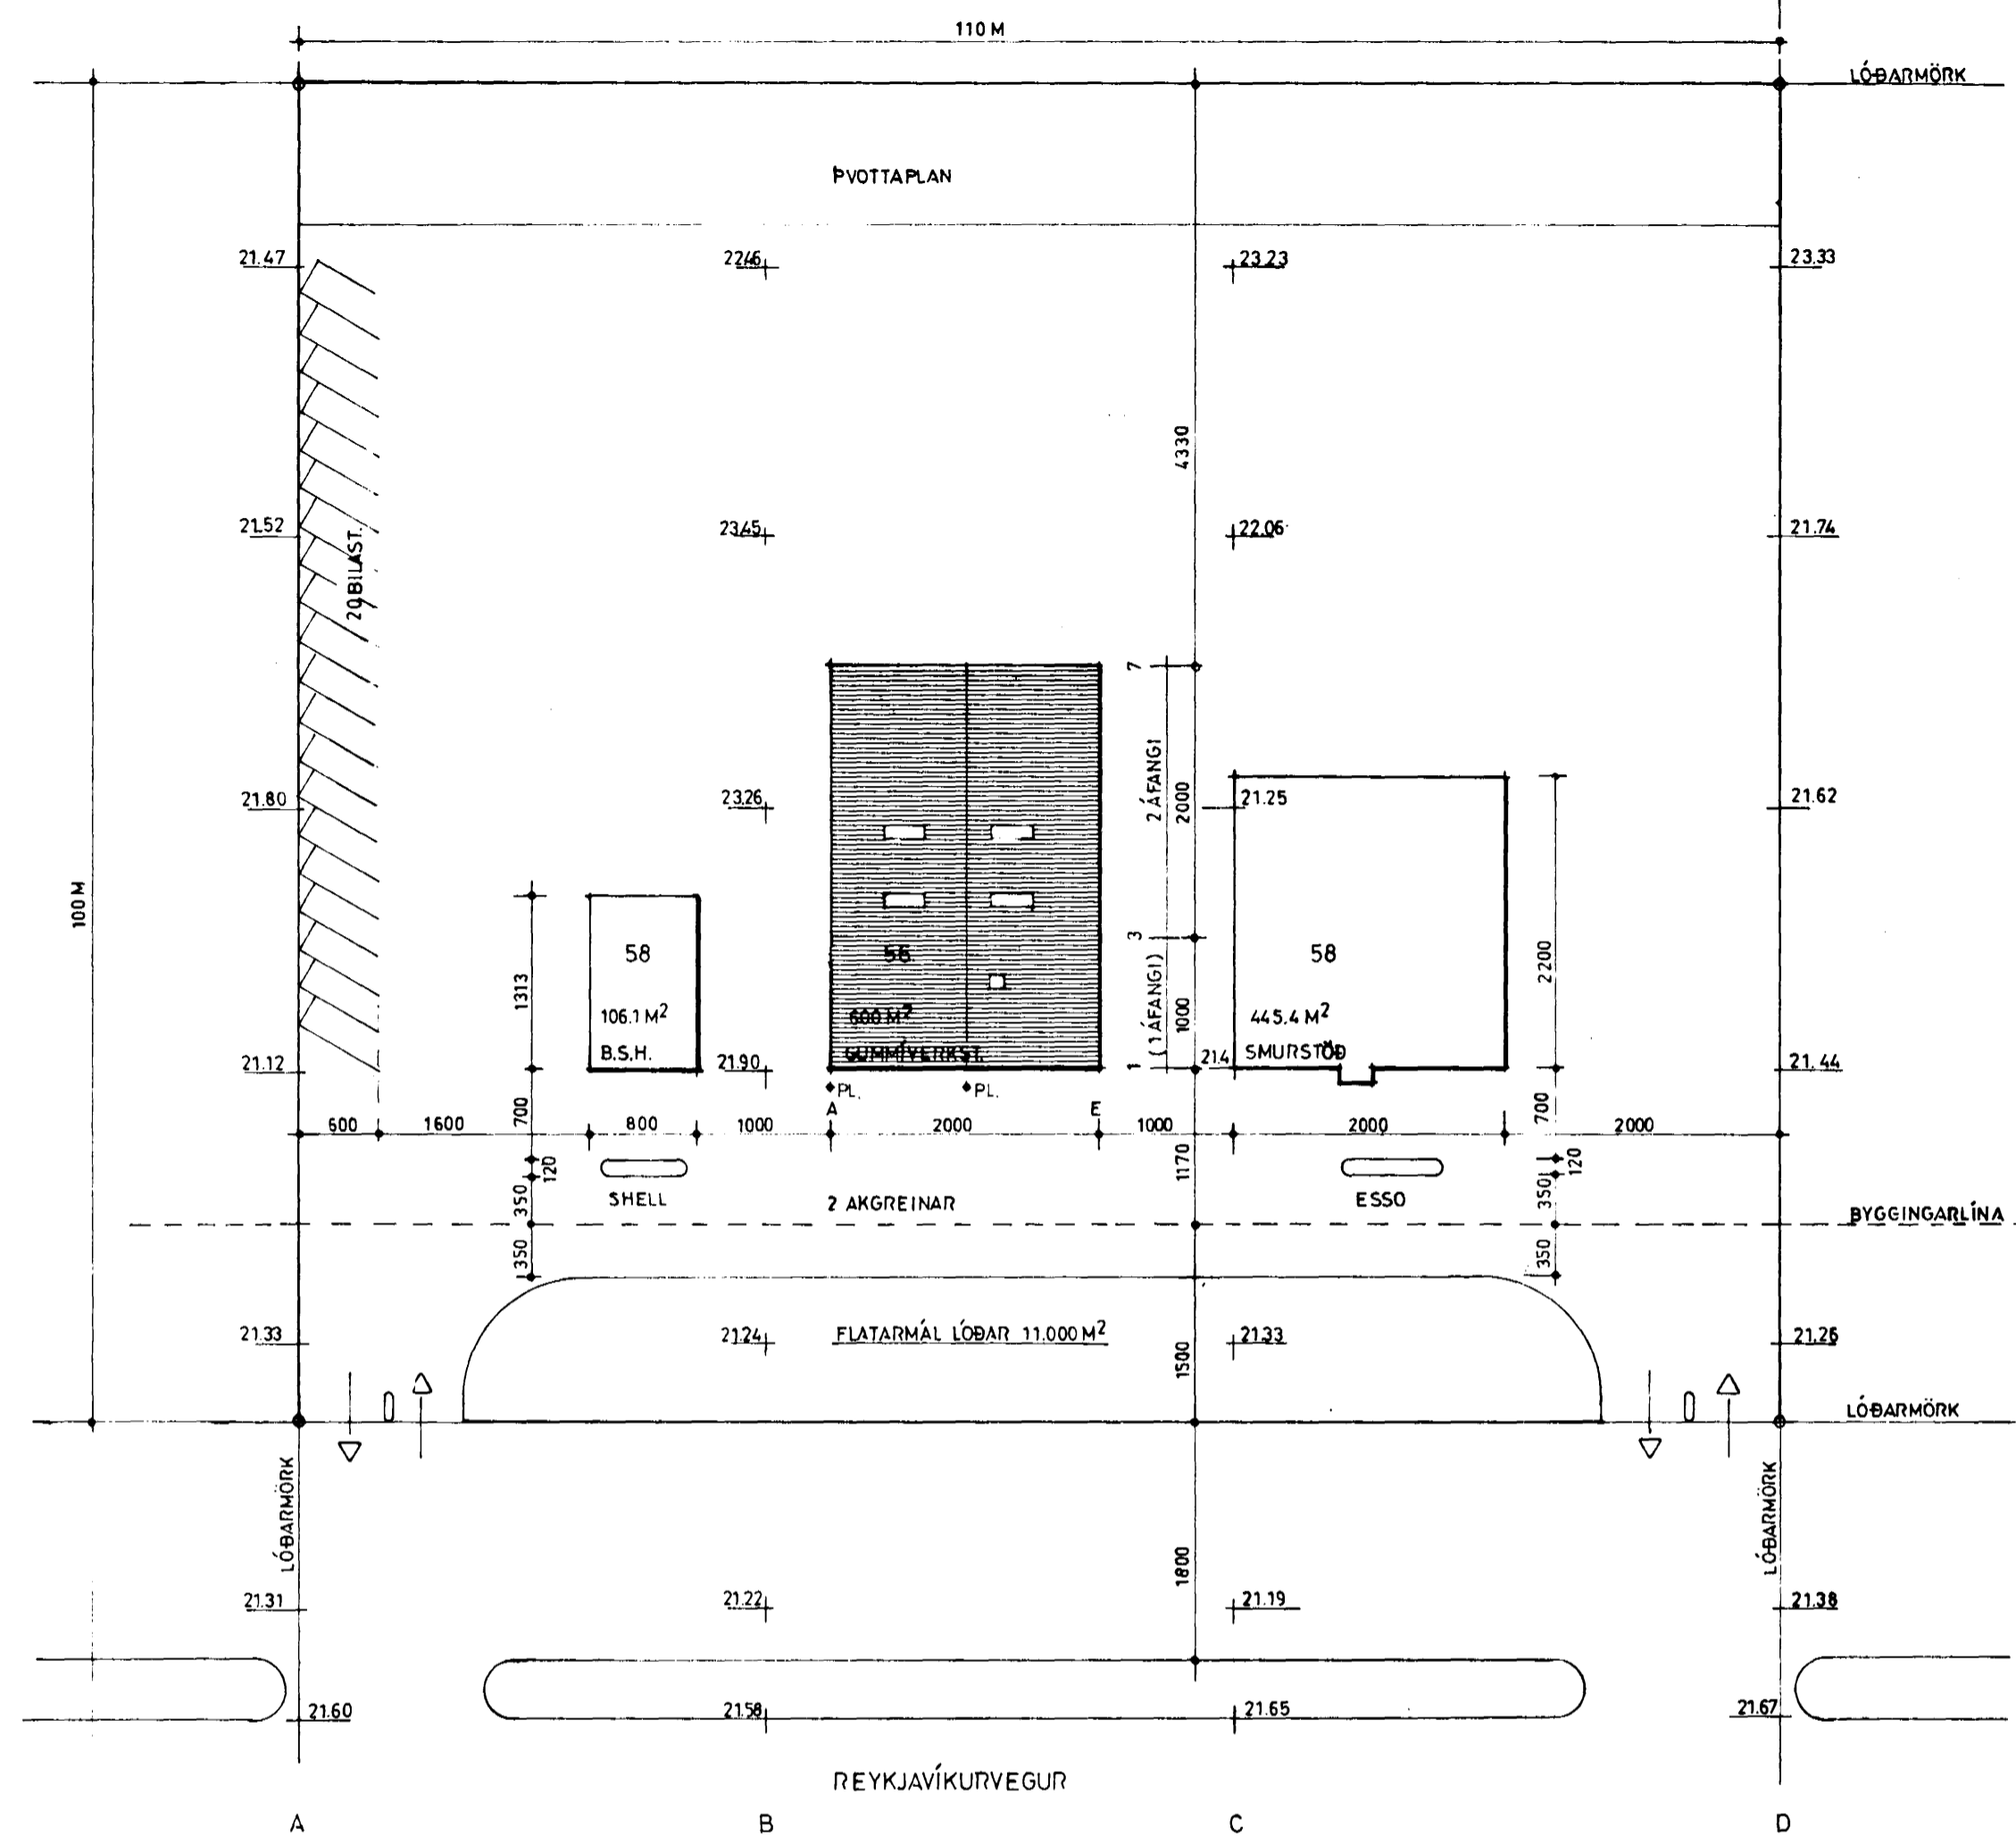 110 M
LÓÐARMÖRK
ÞVOTTAPLAN
21.47
22.46
23.23
23.33
4330
21.52
20 BILAST.
23.45
22.06
21.74
7
2 ÁFANGI
2000
21.80
23.26
21.25
21.62
100 M
1313
58
106.1 M²
B.S.H.
56
600 M²
GUMMÍVERKST.
3
(1ÁFANGI)
1000
1
58
445.4 M²
SMURSTÖÐ
2200
21.12
21.90
21.4
21.44
PL.
PL.
A
E
600
1600
700
800
1000
2000
1000
2000
700
2000
120
350
SHELL
2 AKGREINAR
1170
ESSO
120
350
BYGGINGARLÍNA
350
350
21.33
21.24
FLATARMÁL LÓÐAR 11.000 M²
1500
21.33
21.26
LÓÐARMÖRK
LÓÐARMÖRK
1800
LÓÐARMÖRK
21.31
21.22
21.19
21.38
21.60
21.58
21.65
21.67
REYKJAVÍKURVEGUR
A
B
C
D